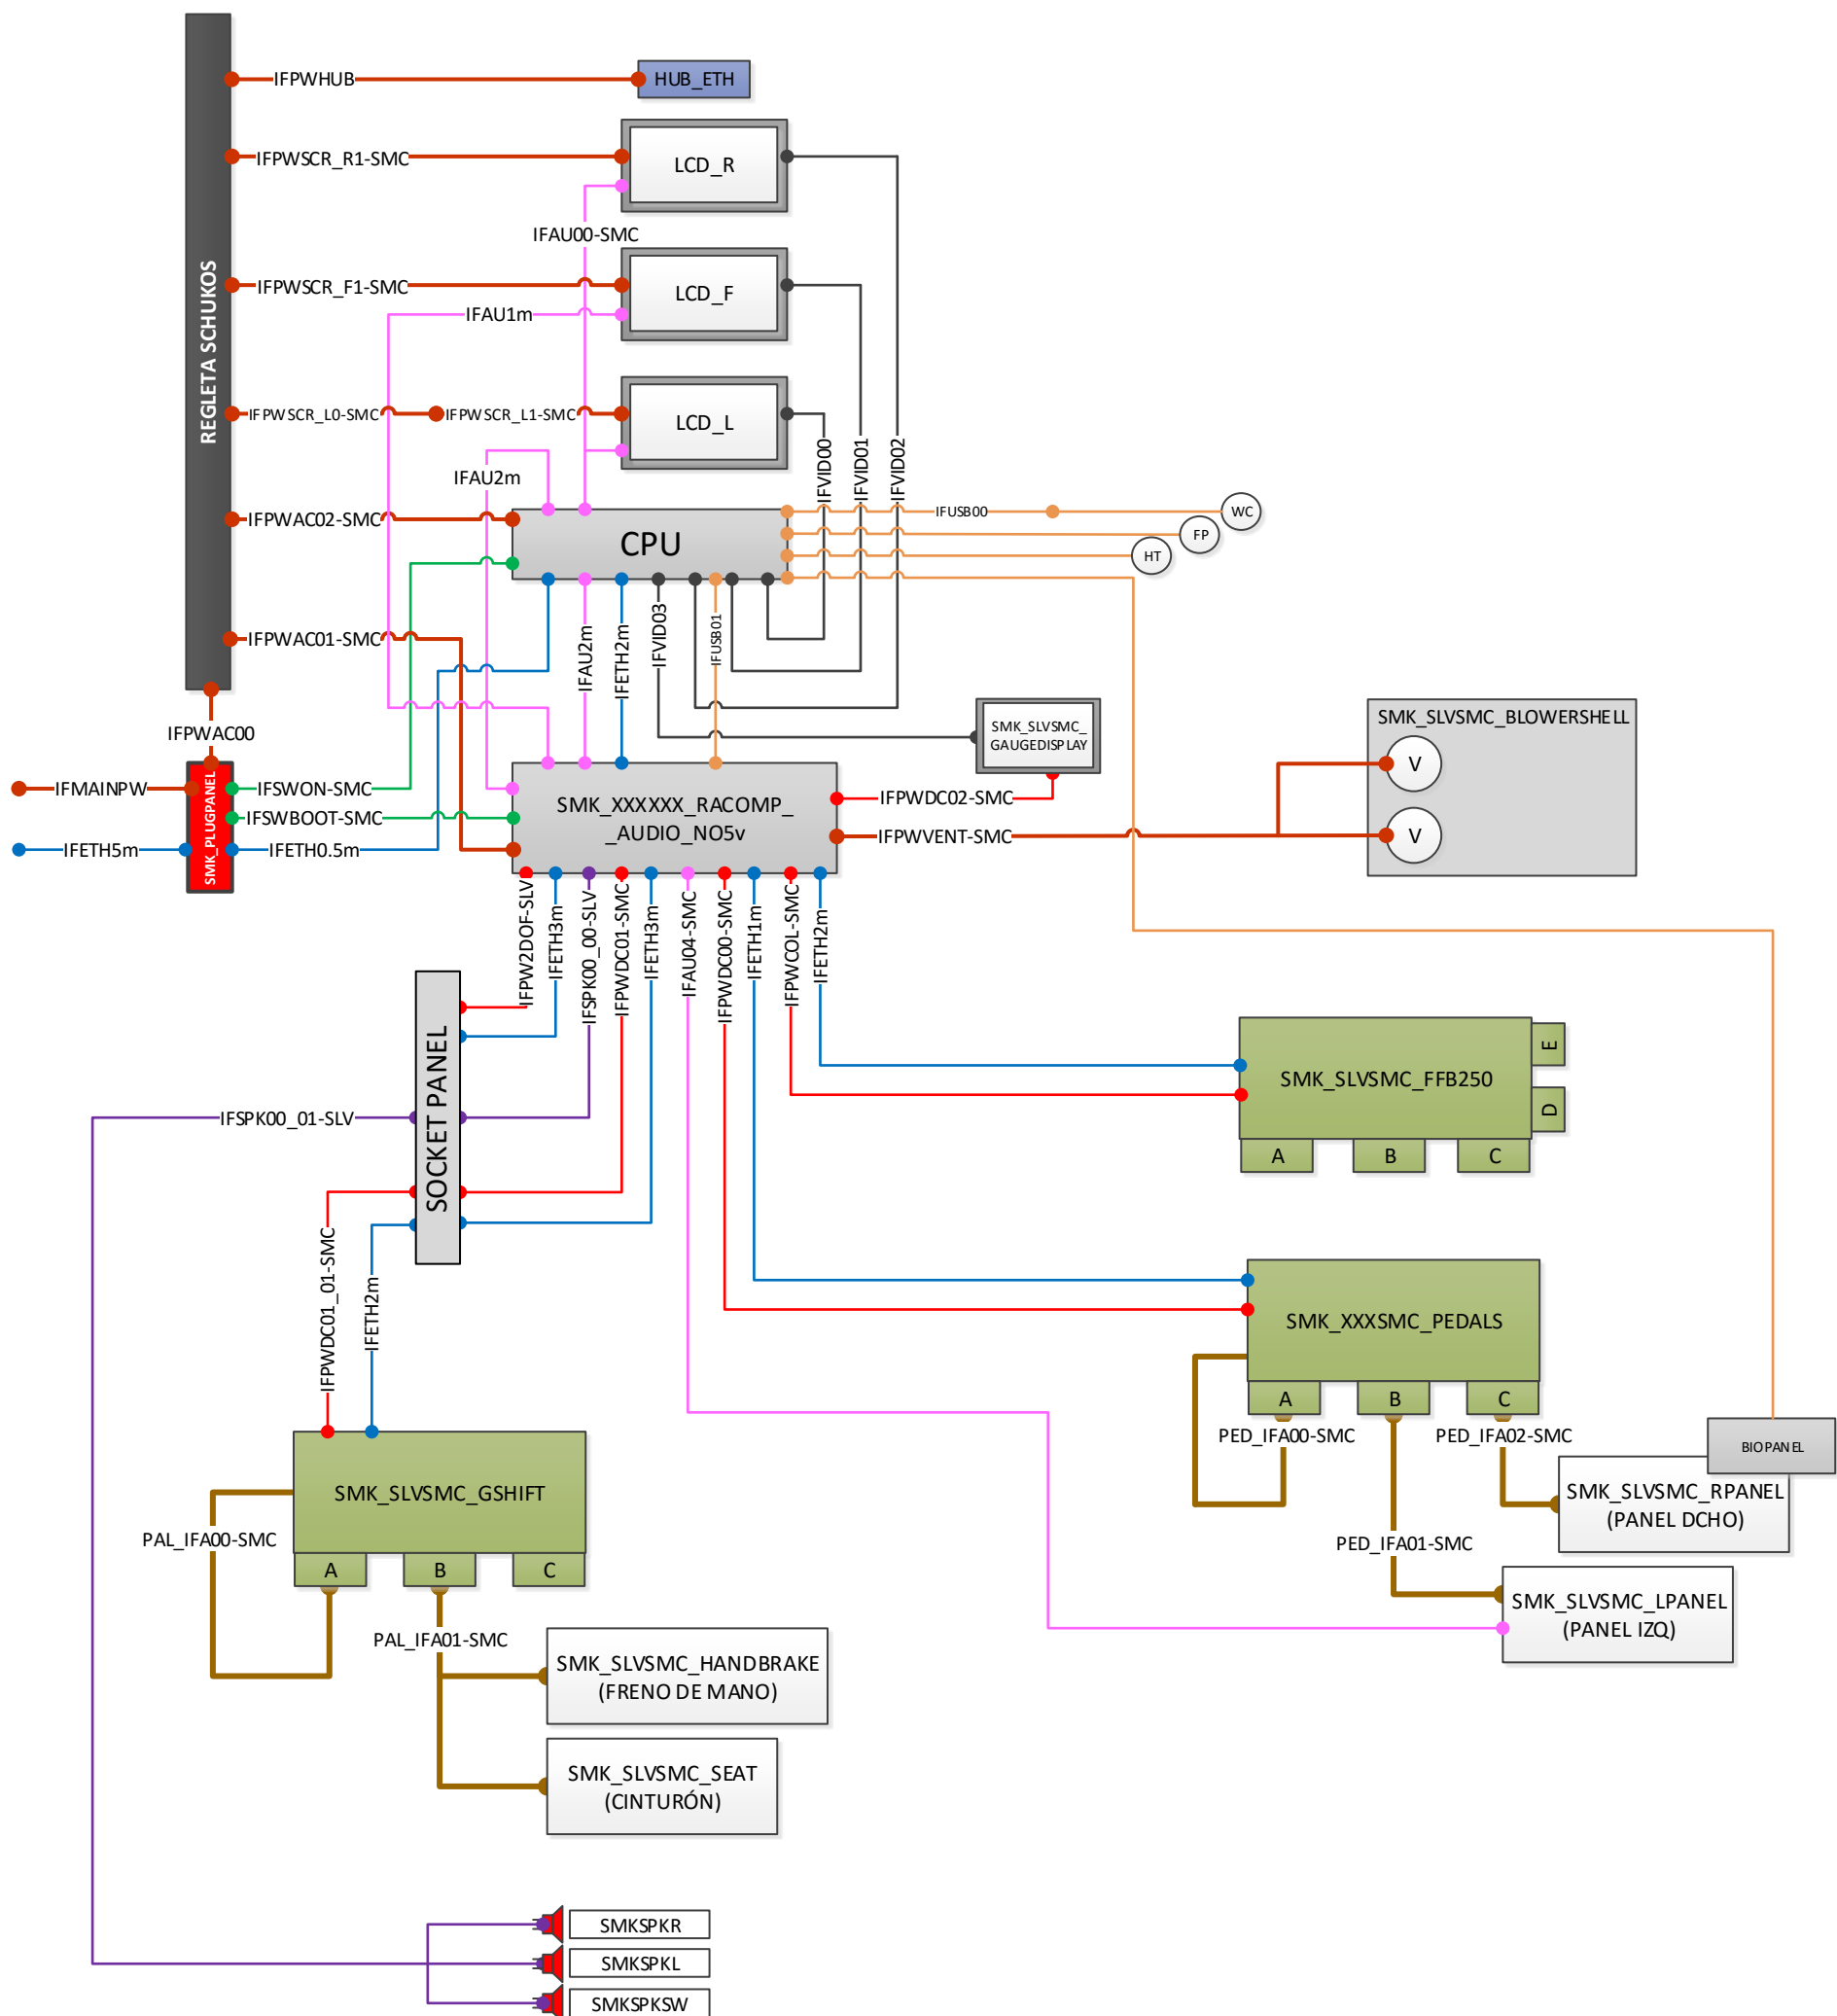 IFPWHUB
HUB_ETH
IFPWSCR_R1-SMC
LCD_R
IFAU00-SMC
REGLETA SCHUKOS
IFPWSCR_F1-SMC
LCD_F
IFAU1m
IFPWSCR_L0-SMC
IFPWSCR_L1-SMC
LCD_L
IFVID00
IFVID01
IFVID02
IFAU2m
IFPWAC02-SMC
CPU
IFUSB00
WC
FP
HT
IFPWAC01-SMC
IFAU2m
IFETH2m
IFVID03
IFUSB01
IFPWAC00
SMK_SLVSMC_
GAUGEDISPLAY
SMK_SLVSMC_BLOWERSHELL
V
V
IFMAINPW
SMK_PLUGPANEL
IFSWON-SMC
IFSWBOOT-SMC
IFETH5m
IFETH0.5m
SMK_XXXXXX_RACOMP_
_AUDIO_NO5v
IFPWDC02-SMC
IFPWVENT-SMC
IFPW2DOF-SLV
IFETH3m
IFSPK00_00-SLV
IFPWDC01-SMC
IFETH3m
IFAU04-SMC
IFPWDC00-SMC
IFETH1m
IFPWCOL-SMC
IFETH2m
SOCKET PANEL
IFSPK00_01-SLV
SMK_SLVSMC_FFB250
E
D
A
B
C
IFPWDC01_01-SMC
IFETH2m
SMK_XXXSMC_PEDALS
A
B
C
PED_IFA00-SMC
PED_IFA02-SMC
BIOPANEL
SMK_SLVSMC_RPANEL
(PANEL DCHO)
PED_IFA01-SMC
SMK_SLVSMC_LPANEL
(PANEL IZQ)
SMK_SLVSMC_GSHIFT
PAL_IFA00-SMC
A
B
C
PAL_IFA01-SMC
SMK_SLVSMC_HANDBRAKE
(FRENO DE MANO)
SMK_SLVSMC_SEAT
(CINTURÓN)
SMKSPKR
SMKSPKL
SMKSPKSW